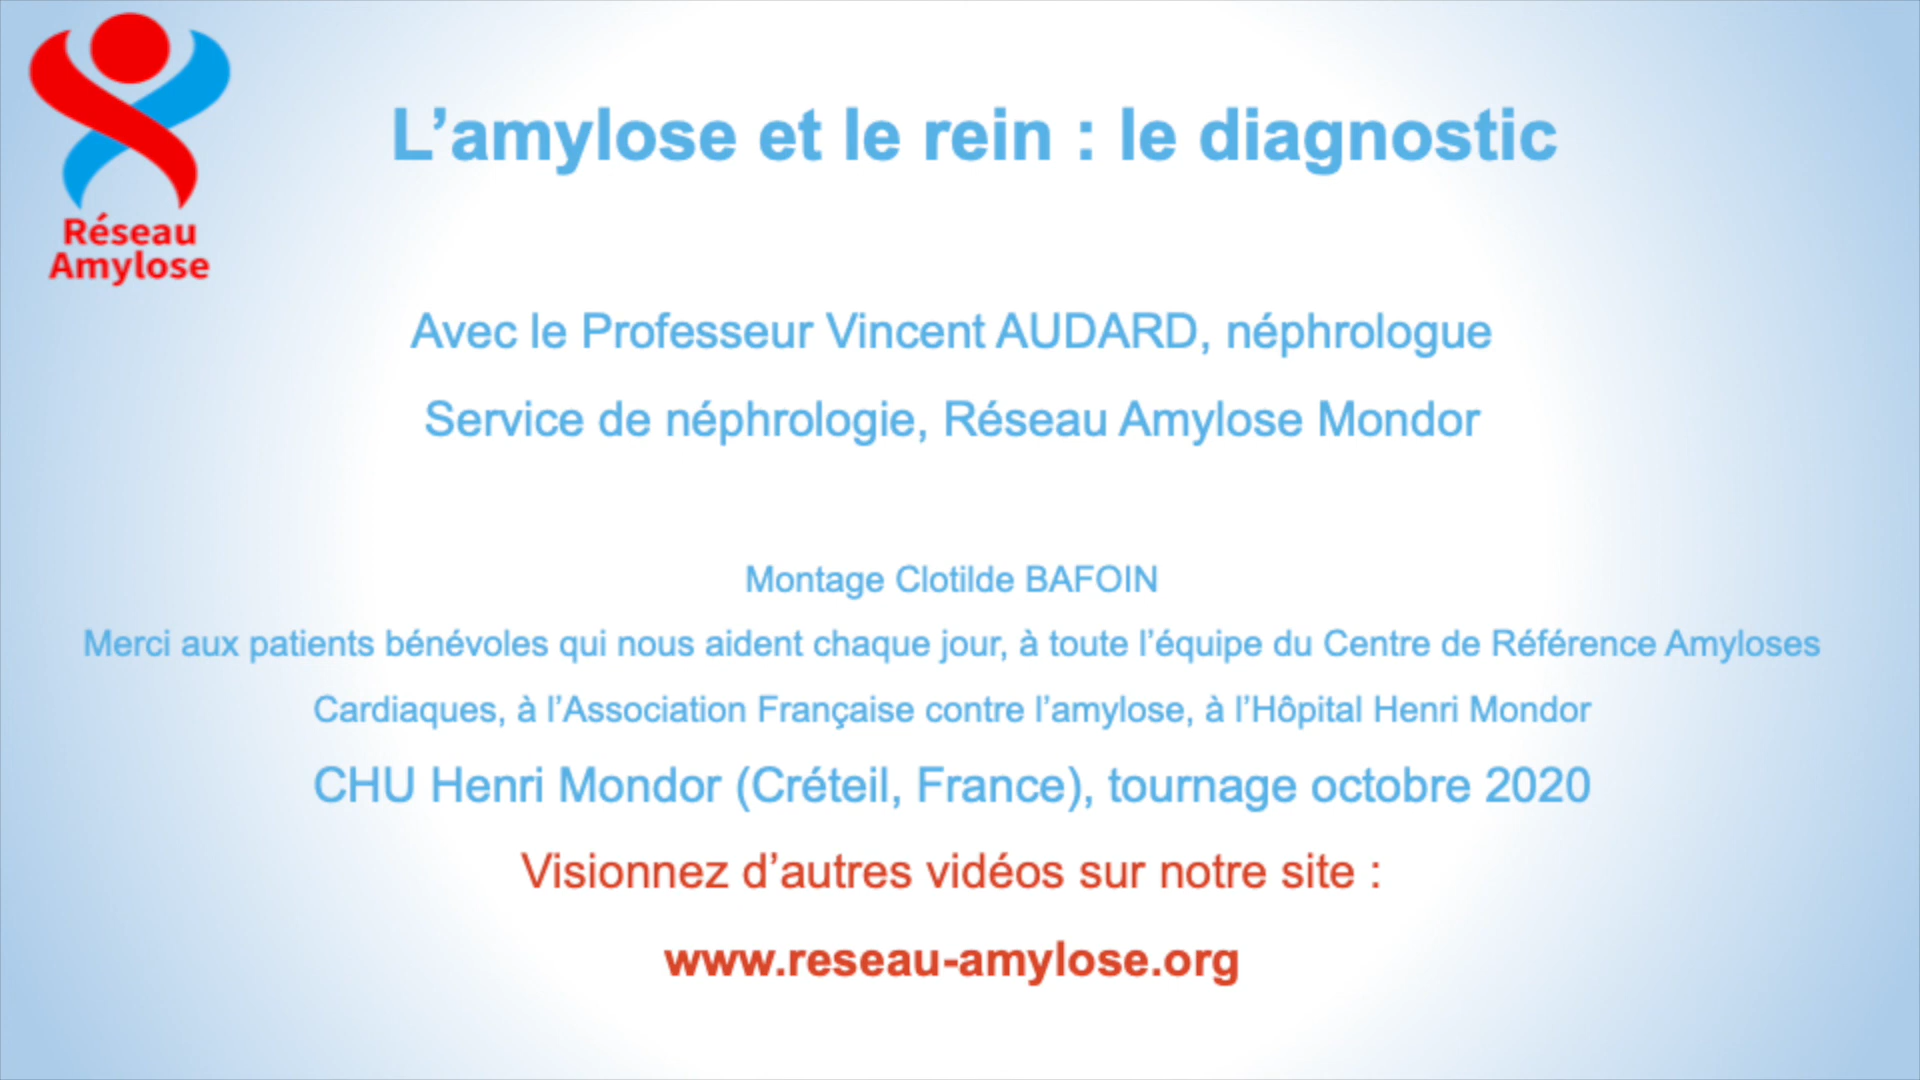 Réseau
Amylose
L’amylose et le rein : le diagnostic
Avec le Professeur Vincent AUDARD, néphrologue
Service de néphrologie, Réseau Amylose Mondor
Montage Clotilde BAFOIN
Merci aux patients bénévoles qui nous aident chaque jour, à toute l’équipe du Centre de Référence Amyloses
Cardiaques, à l’Association Française contre l’amylose, à l’Hôpital Henri Mondor
CHU Henri Mondor (Créteil, France), tournage octobre 2020
Visionnez d’autres vidéos sur notre site :
www.reseau-amylose.org